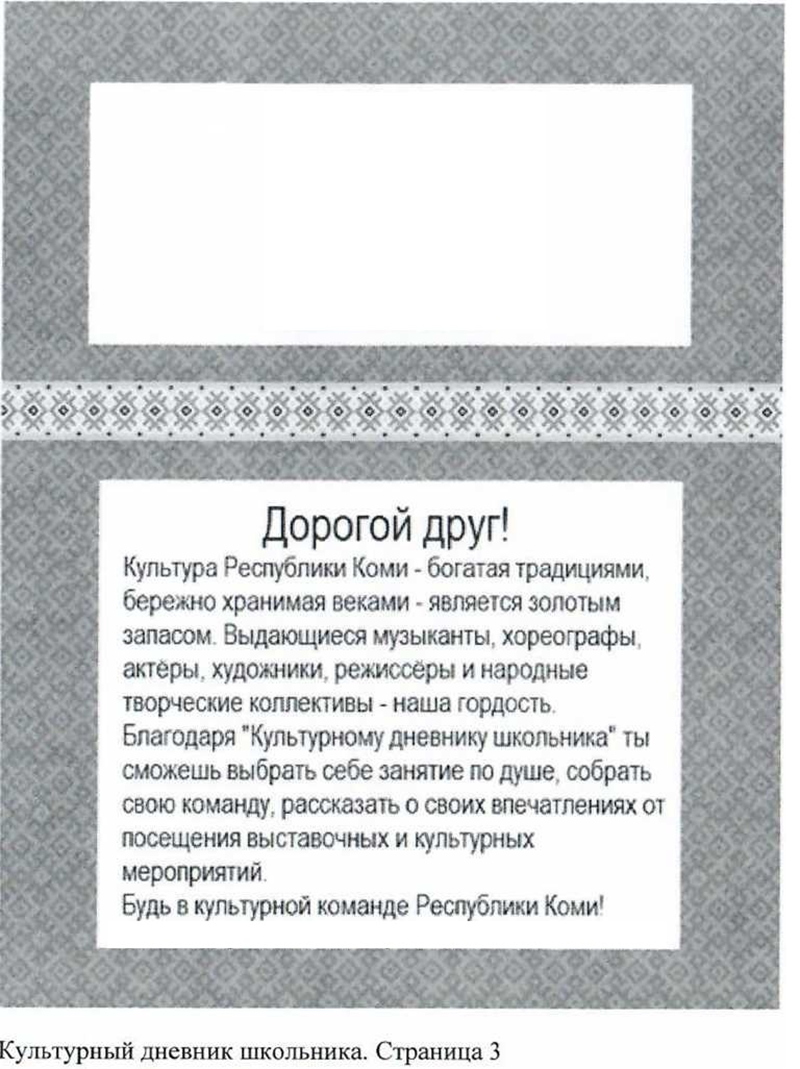 Дорогой друг!
Культура Республики Коми - богатая традициями,
бережно хранимая веками - является золотым
запасом. Выдающиеся музыканты, хореографы,
актёры, художники, режиссёры и народные
творческие коллективы - наша гордость.
Благодаря "Культурному дневнику школьника" ты
сможешь выбрать себе занятие по душе, собрать
свою команду, рассказать о своих впечатлениях от
посещения выставочных и культурных
мероприятий.
Будь в культурной команде Республики Коми!
Культурный дневник школьника. Страница 3